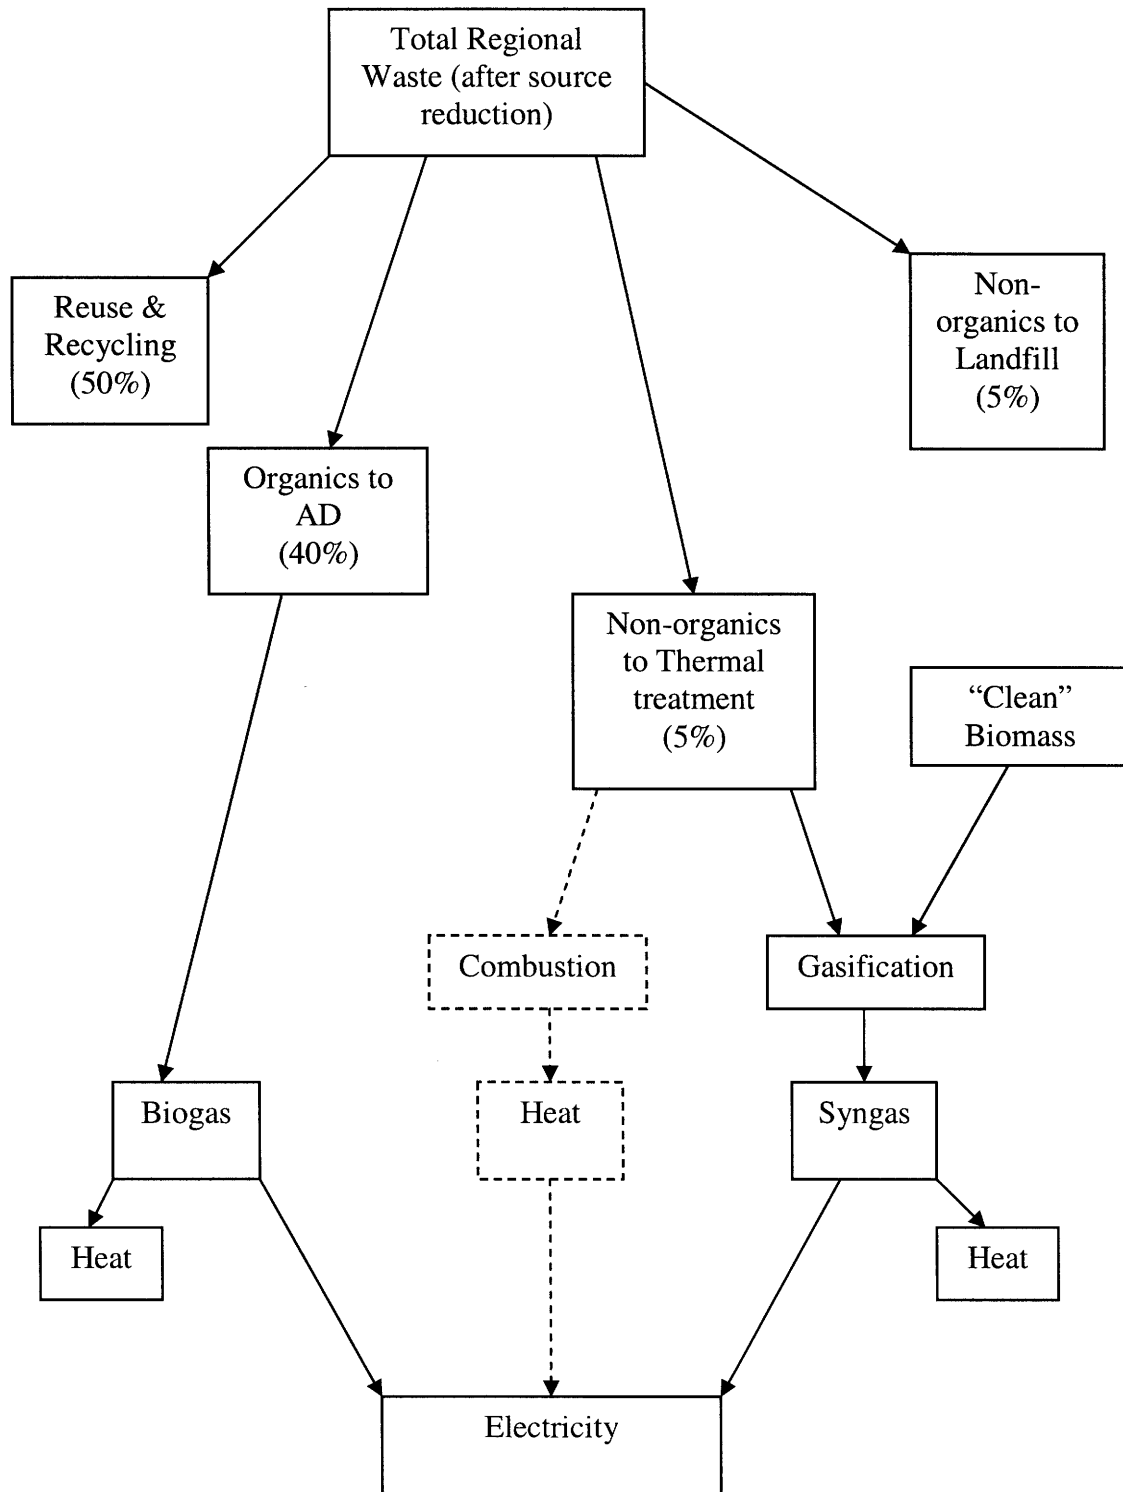 Total Regional
Waste (after source
reduction)
Reuse &
Recycling
(50%)
Non-
organics to
Landfill
(5%)
Organics to
AD
(40%)
Non-organics
to Thermal
treatment
(5%)
“Clean”
Biomass
Combustion
Gasification
Biogas
Heat
Syngas
Heat
Heat
Electricity